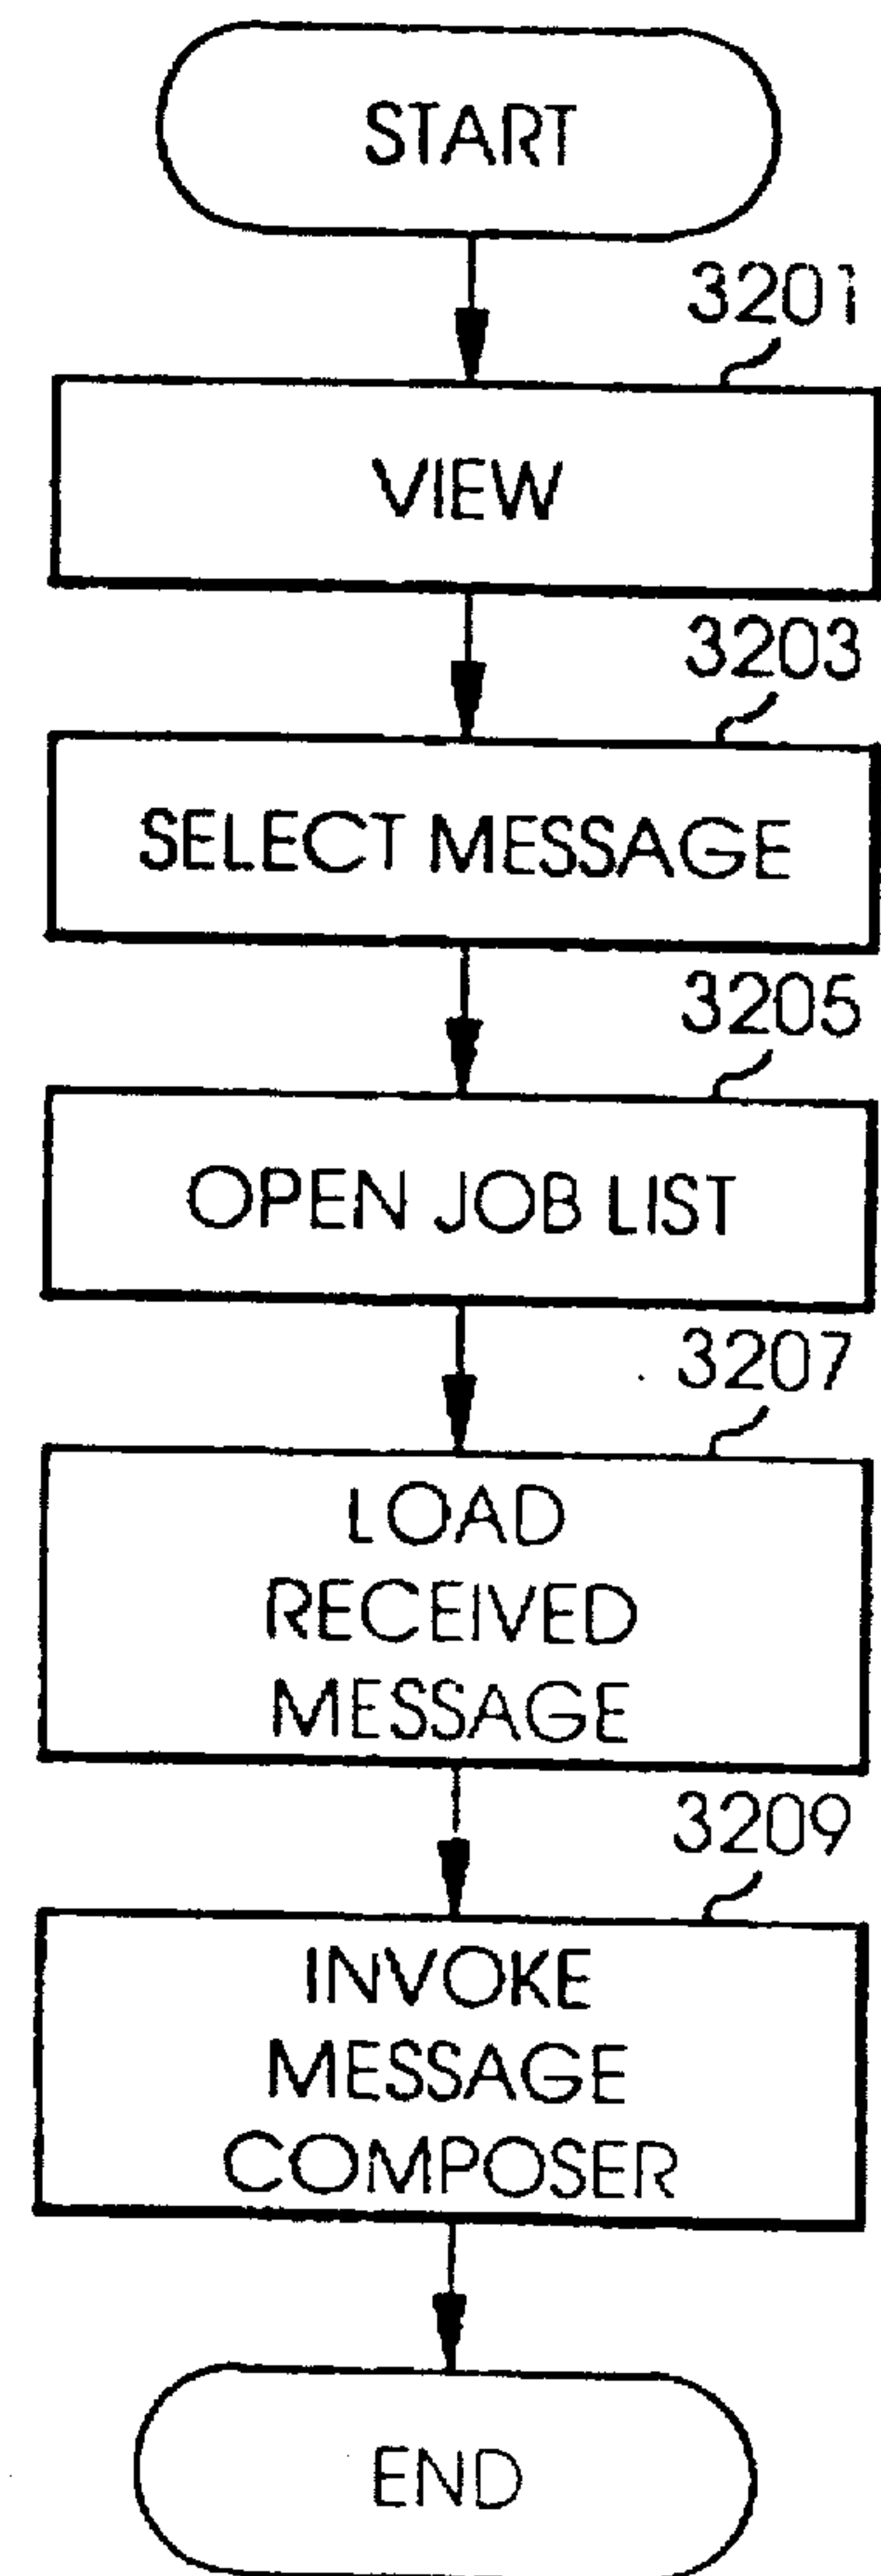 START
3201
VIEW
3203
SELECT MESSAGE
3205
OPEN JOB LIST
3207
LOAD
RECEIVED
MESSAGE
3209
INVOKE
MESSAGE
COMPOSER
END